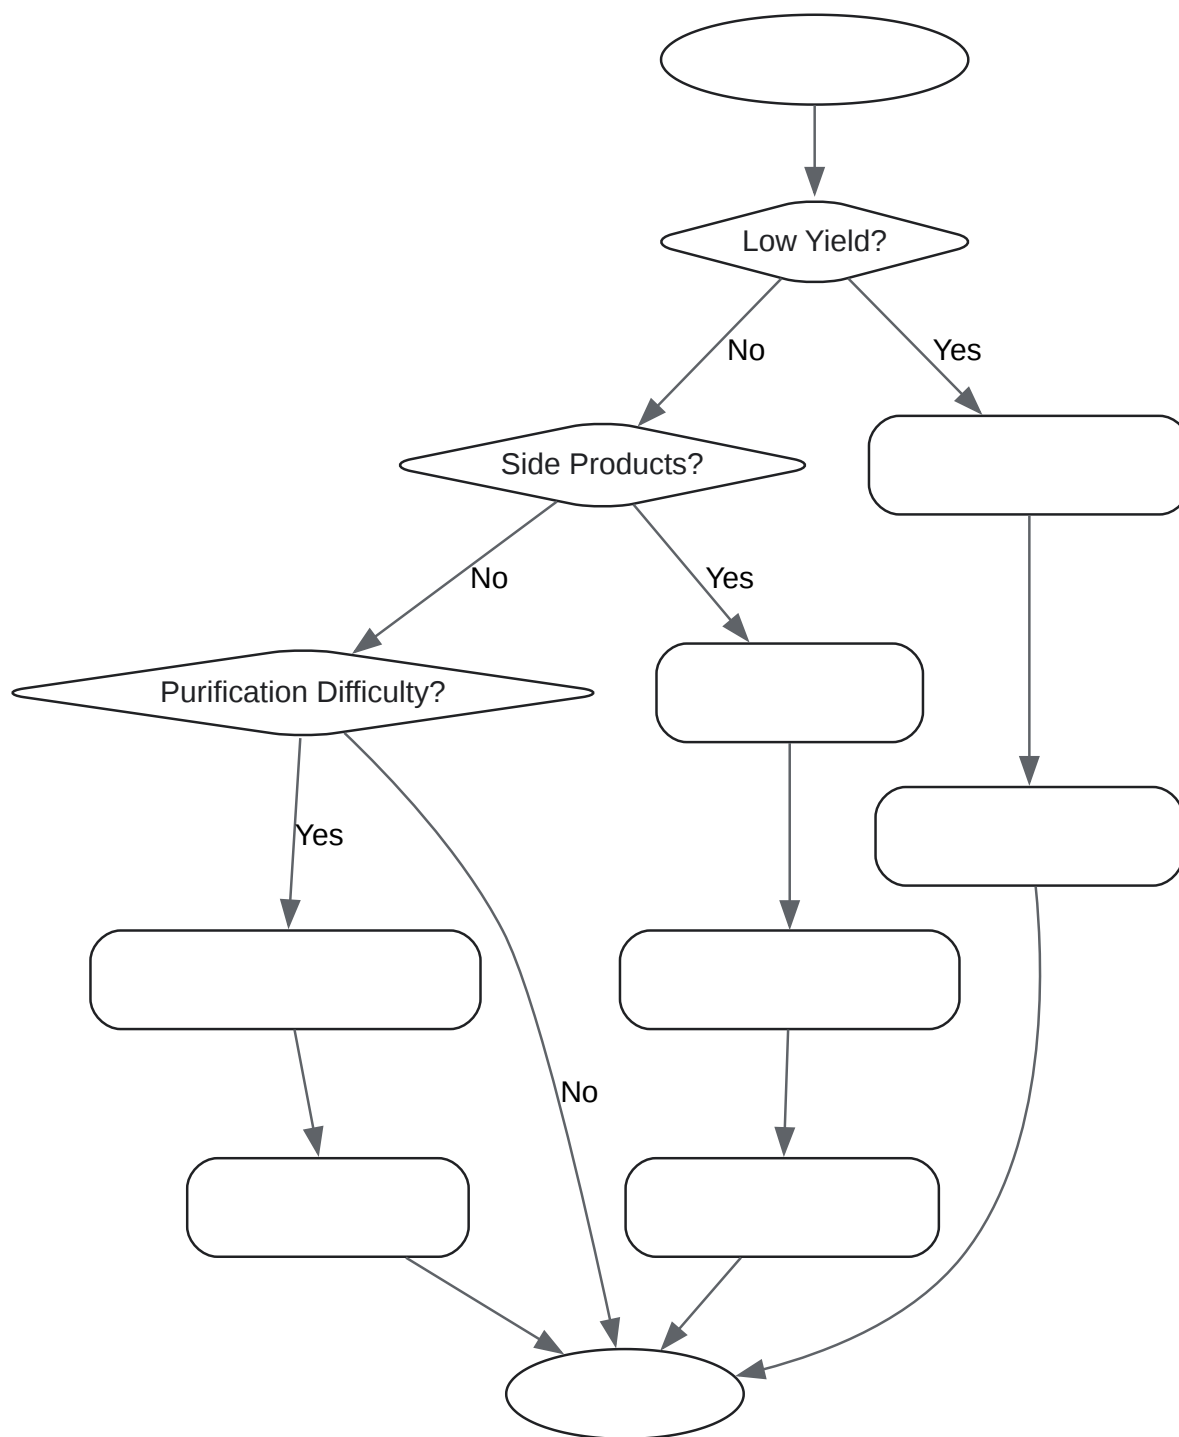 Low Yield?
No
Yes
Side Products?
No
Yes
Purification Difficulty?
Yes
No